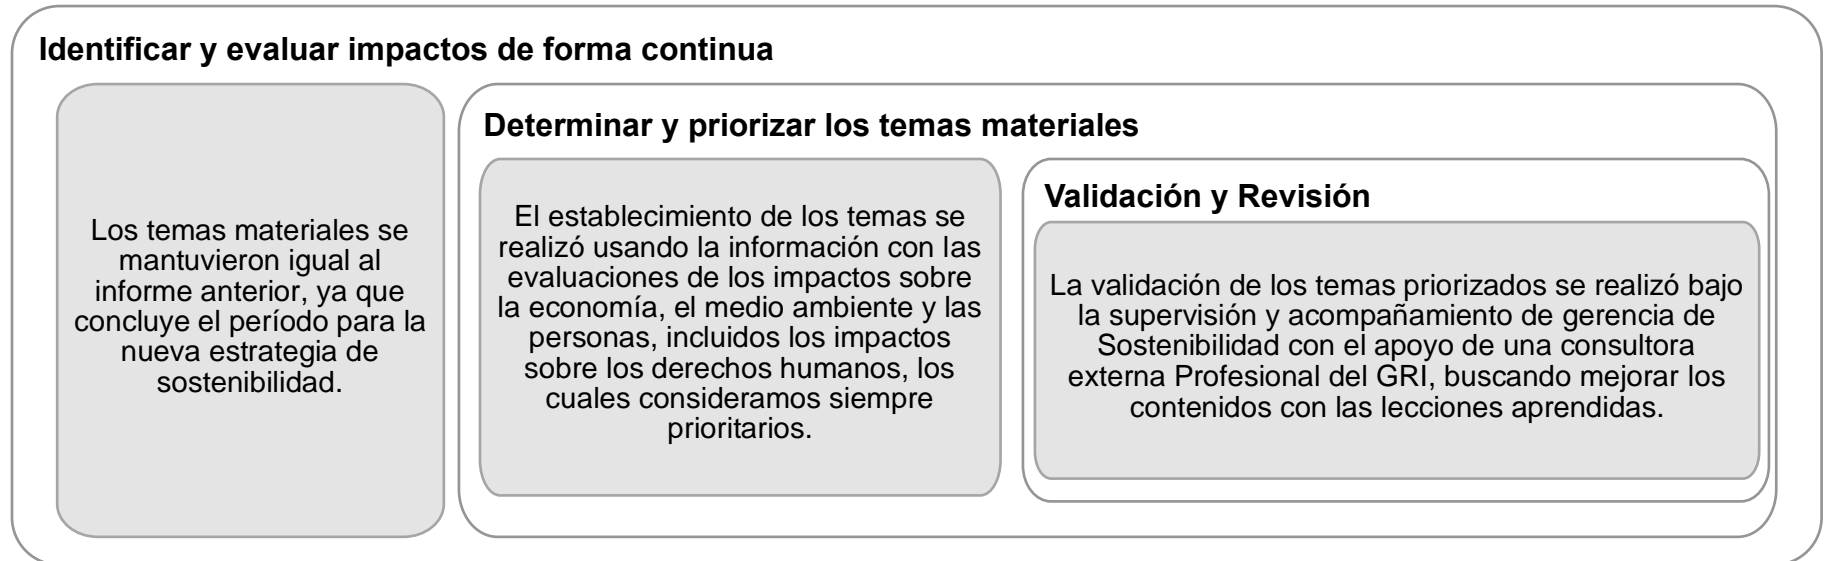 Identificar y evaluar impactos de forma continua
Los temas materiales se
mantuvieron igual al
informe anterior, ya que
concluye el período para la
nueva estrategia de
sostenibilidad.
Determinar y priorizar los temas materiales
El establecimiento de los temas se
realizó usando la información con las
evaluaciones de los impactos sobre
la economía, el medio ambiente y las
personas, incluidos los impactos
sobre los derechos humanos, los
cuales consideramos siempre
prioritarios.
Validación y Revisión
La validación de los temas priorizados se realizó bajo
la supervisión y acompañamiento de gerencia de
Sostenibilidad con el apoyo de una consultora
externa Profesional del GRI, buscando mejorar los
contenidos con las lecciones aprendidas.